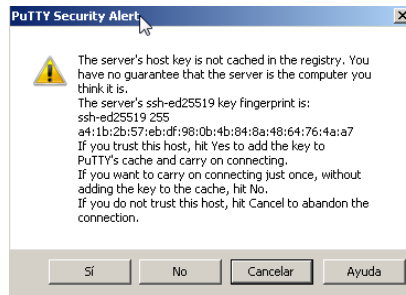 PuTTY Security Alert
The server's host key is not cached in the registry. You
have no guarantee that the server is the computer you
think it is.
The server's ssh-ed25519 key fingerprint is:
ssh-ed25519 255
a4:1b:2b:57:eb:df:98:0b:4b:84:8a:48:64:76:4a:a7
If you trust this host, hit Yes to add the key to
PuTTY's cache and carry on connecting.
If you want to carry on connecting just once, without
adding the key to the cache, hit No.
If you do not trust this host, hit Cancel to abandon the
connection.
Sí No Cancelar Ayuda